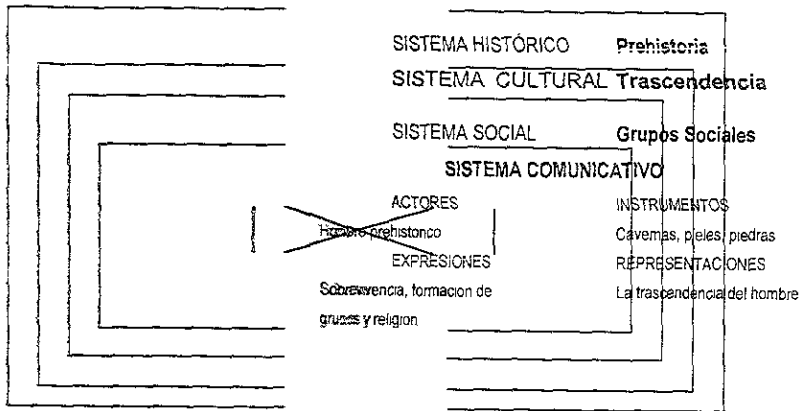 SISTEMA HISTÓRICO Prehistoria
SISTEMA CULTURAL Trascendencia
SISTEMA SOCIAL Grupos Sociales
SISTEMA COMUNICATIVO
ACTORES INSTRUMENTOS
Hombre prehistorico Cavernas, pieles, piedras
EXPRESIONES REPRESENTACIONES
Sobrevivencia, formacion de La trascendencia del hombre
grupos y religion